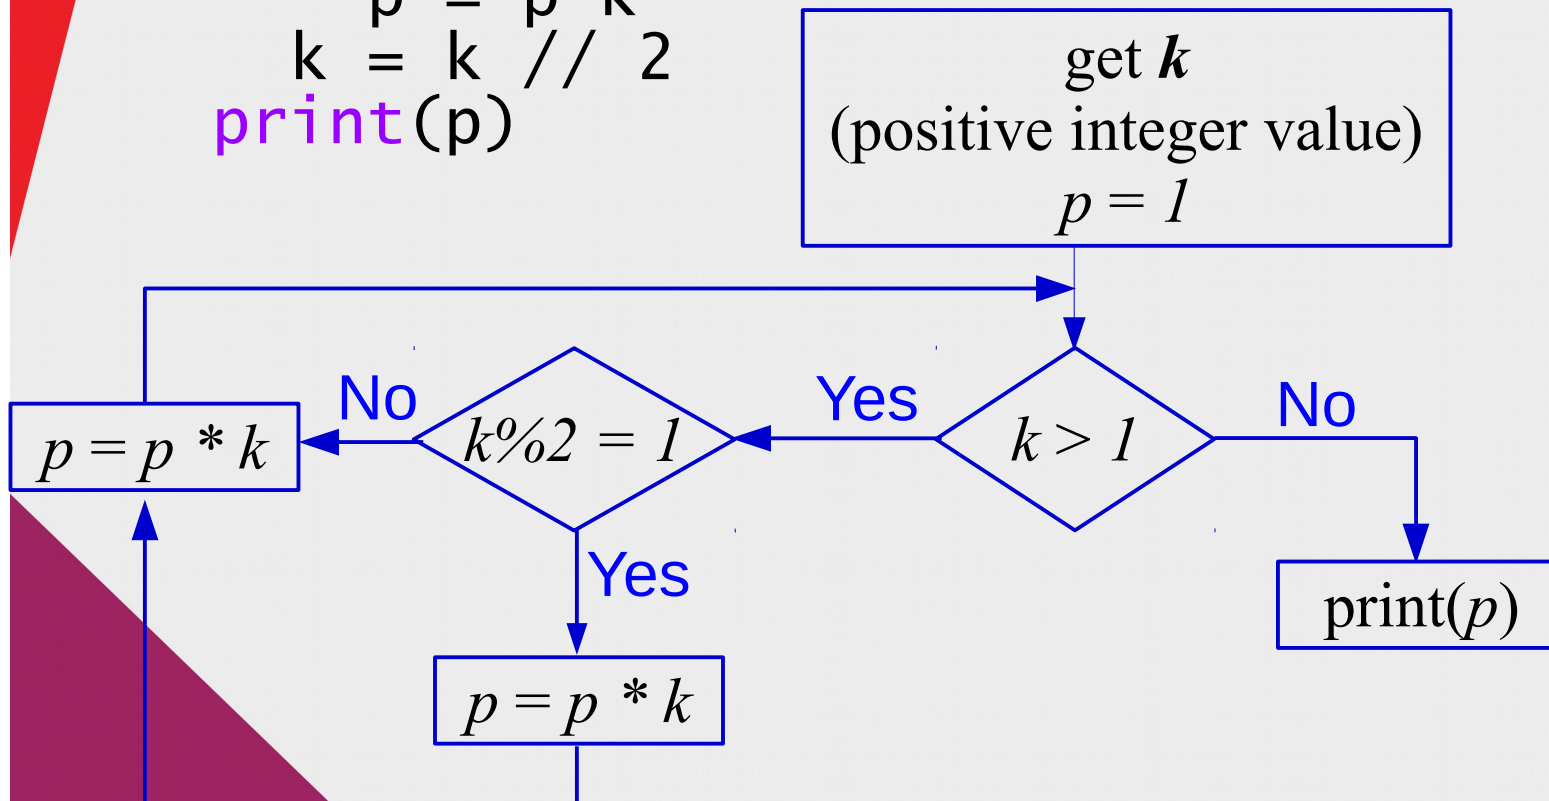 p = p*k
k = k // 2
print(p)
get k
(positive integer value)
p = 1
No
Yes
No
p = p * k
k%2 = 1
k > 1
Yes
print(p)
p = p * k